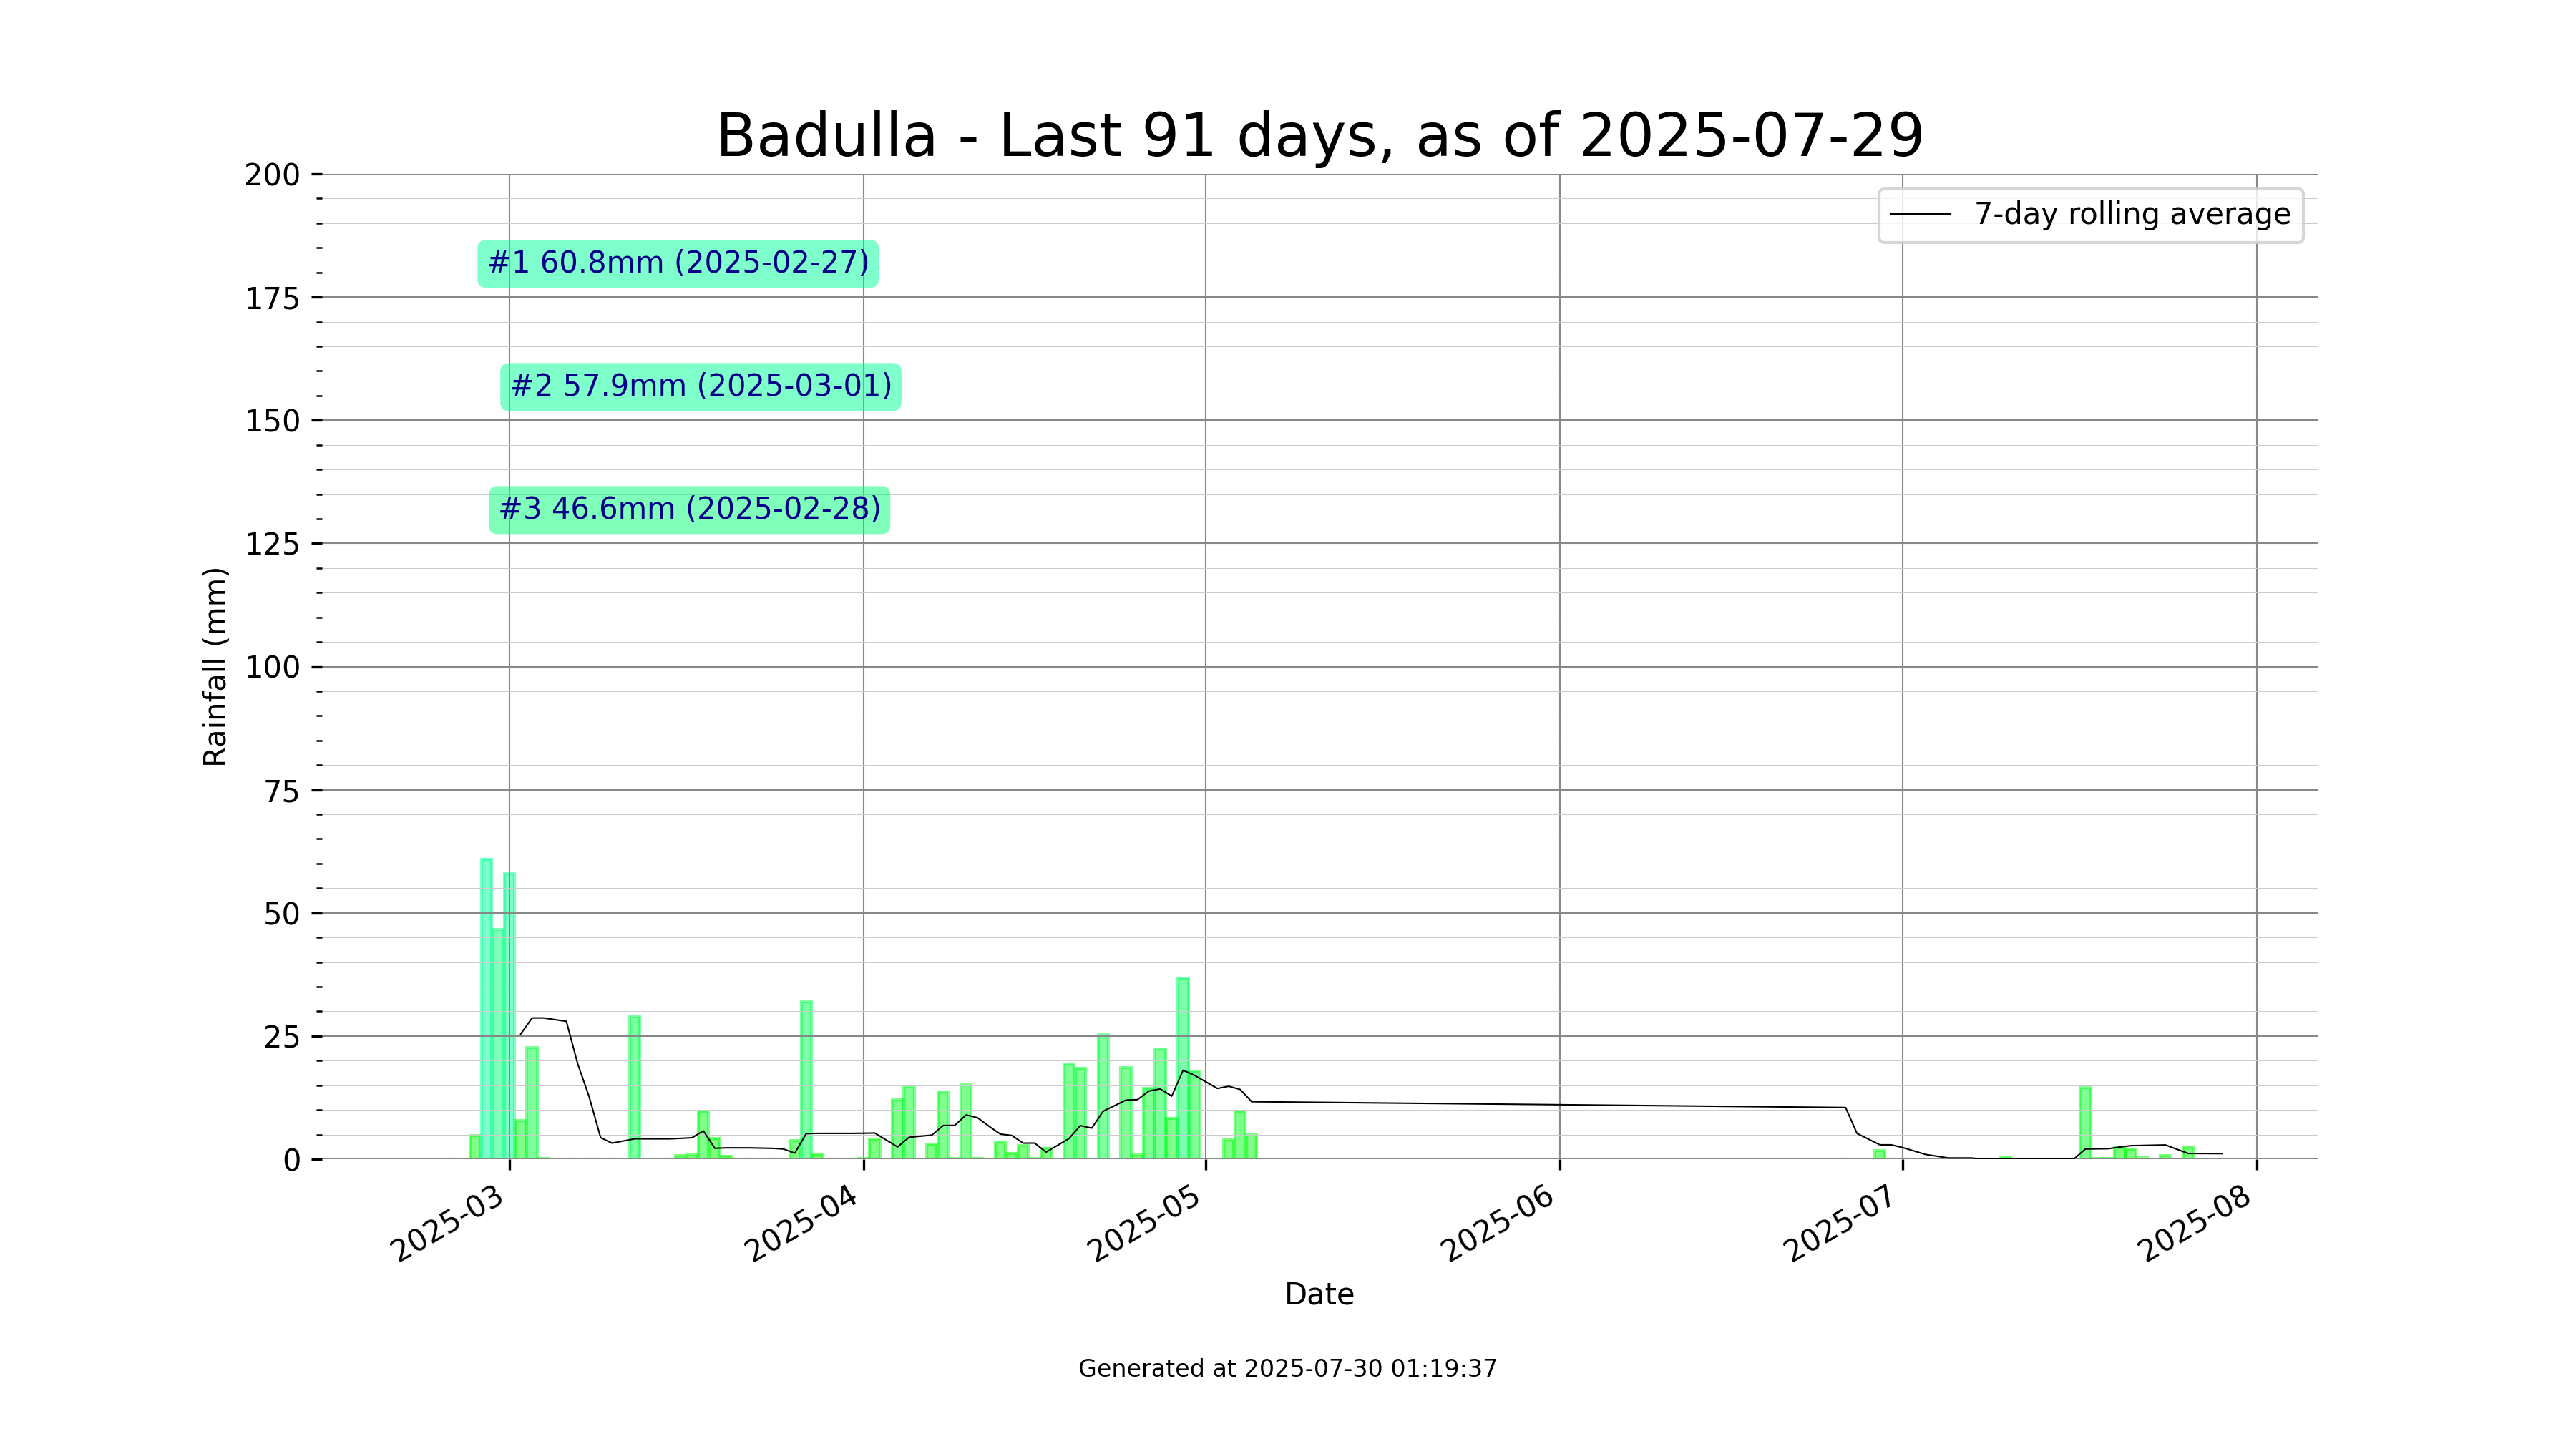 Badulla - Last 91 days, as of 2025-07-29
200
175
150
125
100
75
50
25
0
Rainfall (mm)
7-day rolling average
#1 60.8mm (2025-02-27)
#2 57.9mm (2025-03-01)
#3 46.6mm (2025-02-28)
2025-03
2025-04
2025-05
2025-06
2025-07
2025-08
Date
Generated at 2025-07-30 01:19:37